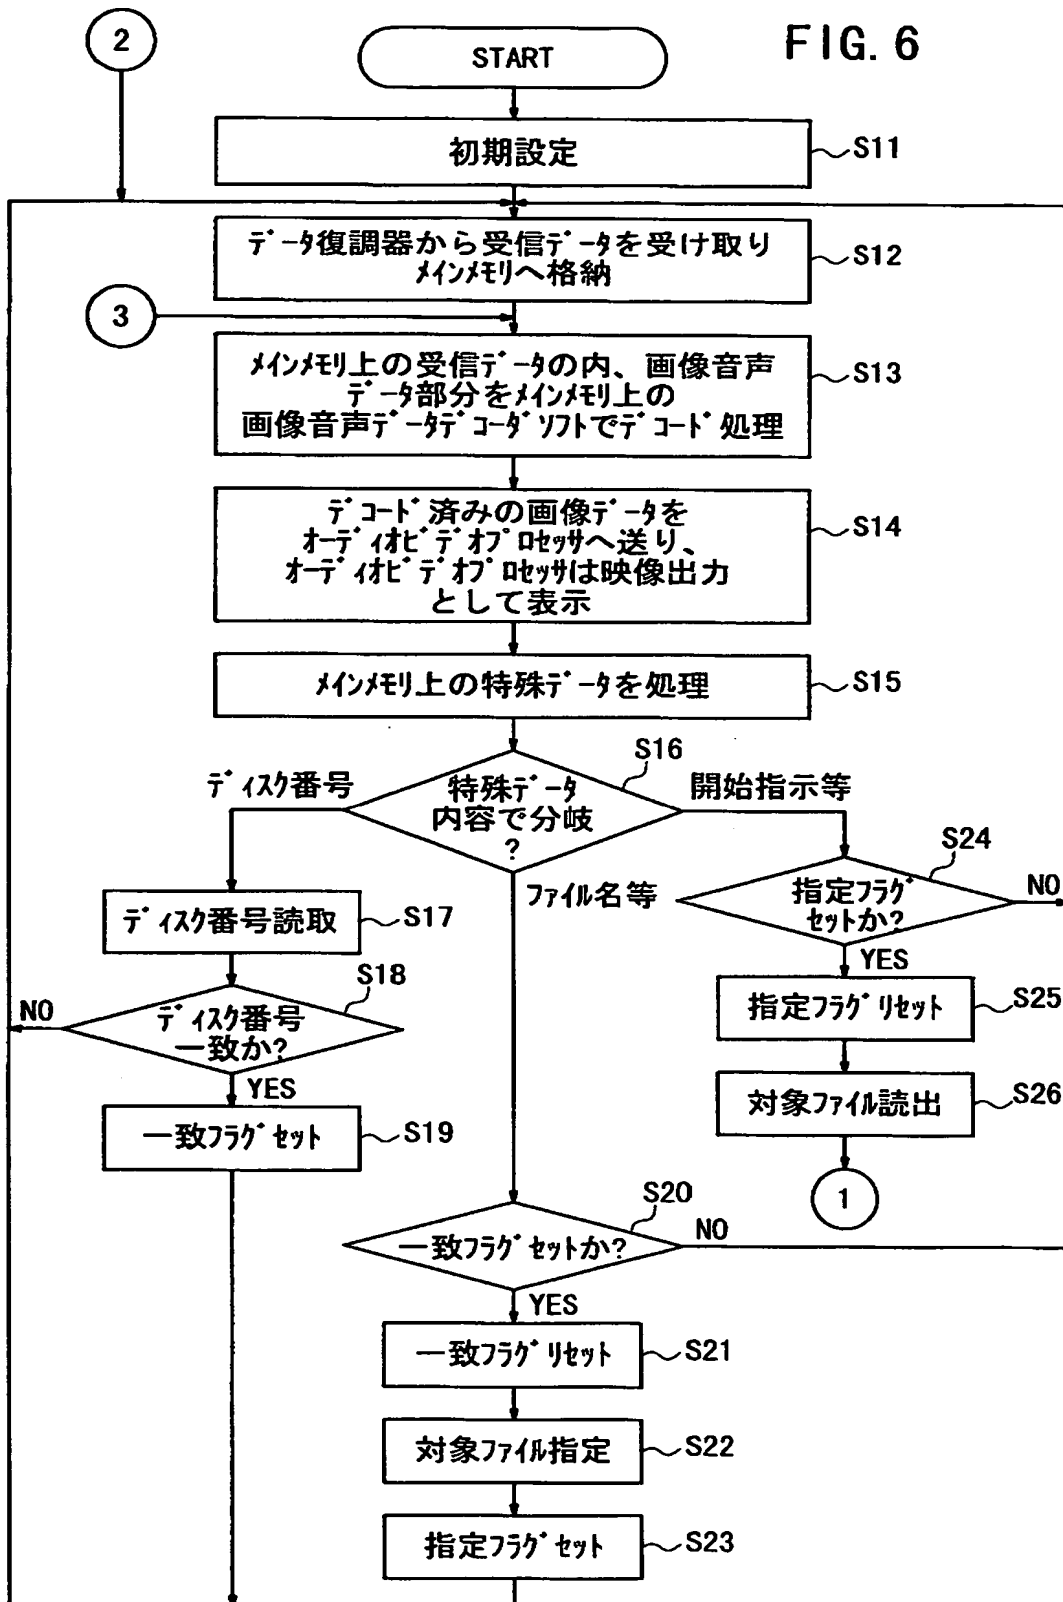 FIG. 6
2
START
初期設定
S11
データ復調器から受信データを受け取り
メインメモリへ格納
S12
3
メインメモリ上の受信データの内、画像音声
データ部分をメインメモリ上の
画像音声データデコーダソフトでデコード処理
S13
デコード済みの画像データを
オーディオビデオプロセッサへ送り、
オーディオビデオプロセッサは映像出力
として表示
S14
メインメモリ上の特殊データを処理
S15
S16
ディスク番号
特殊データ
内容で分岐
?
開始指示等
ファイル名等
S24
指定フラグ
セットか?
NO
YES
ディスク番号読取
S17
S18
NO
ディスク番号
一致か?
YES
指定フラグリセット
S25
対象ファイル読出
S26
一致フラグセット
S19
1
S20
一致フラグセットか?
NO
YES
一致フラグリセット
S21
対象ファイル指定
S22
指定フラグセット
S23